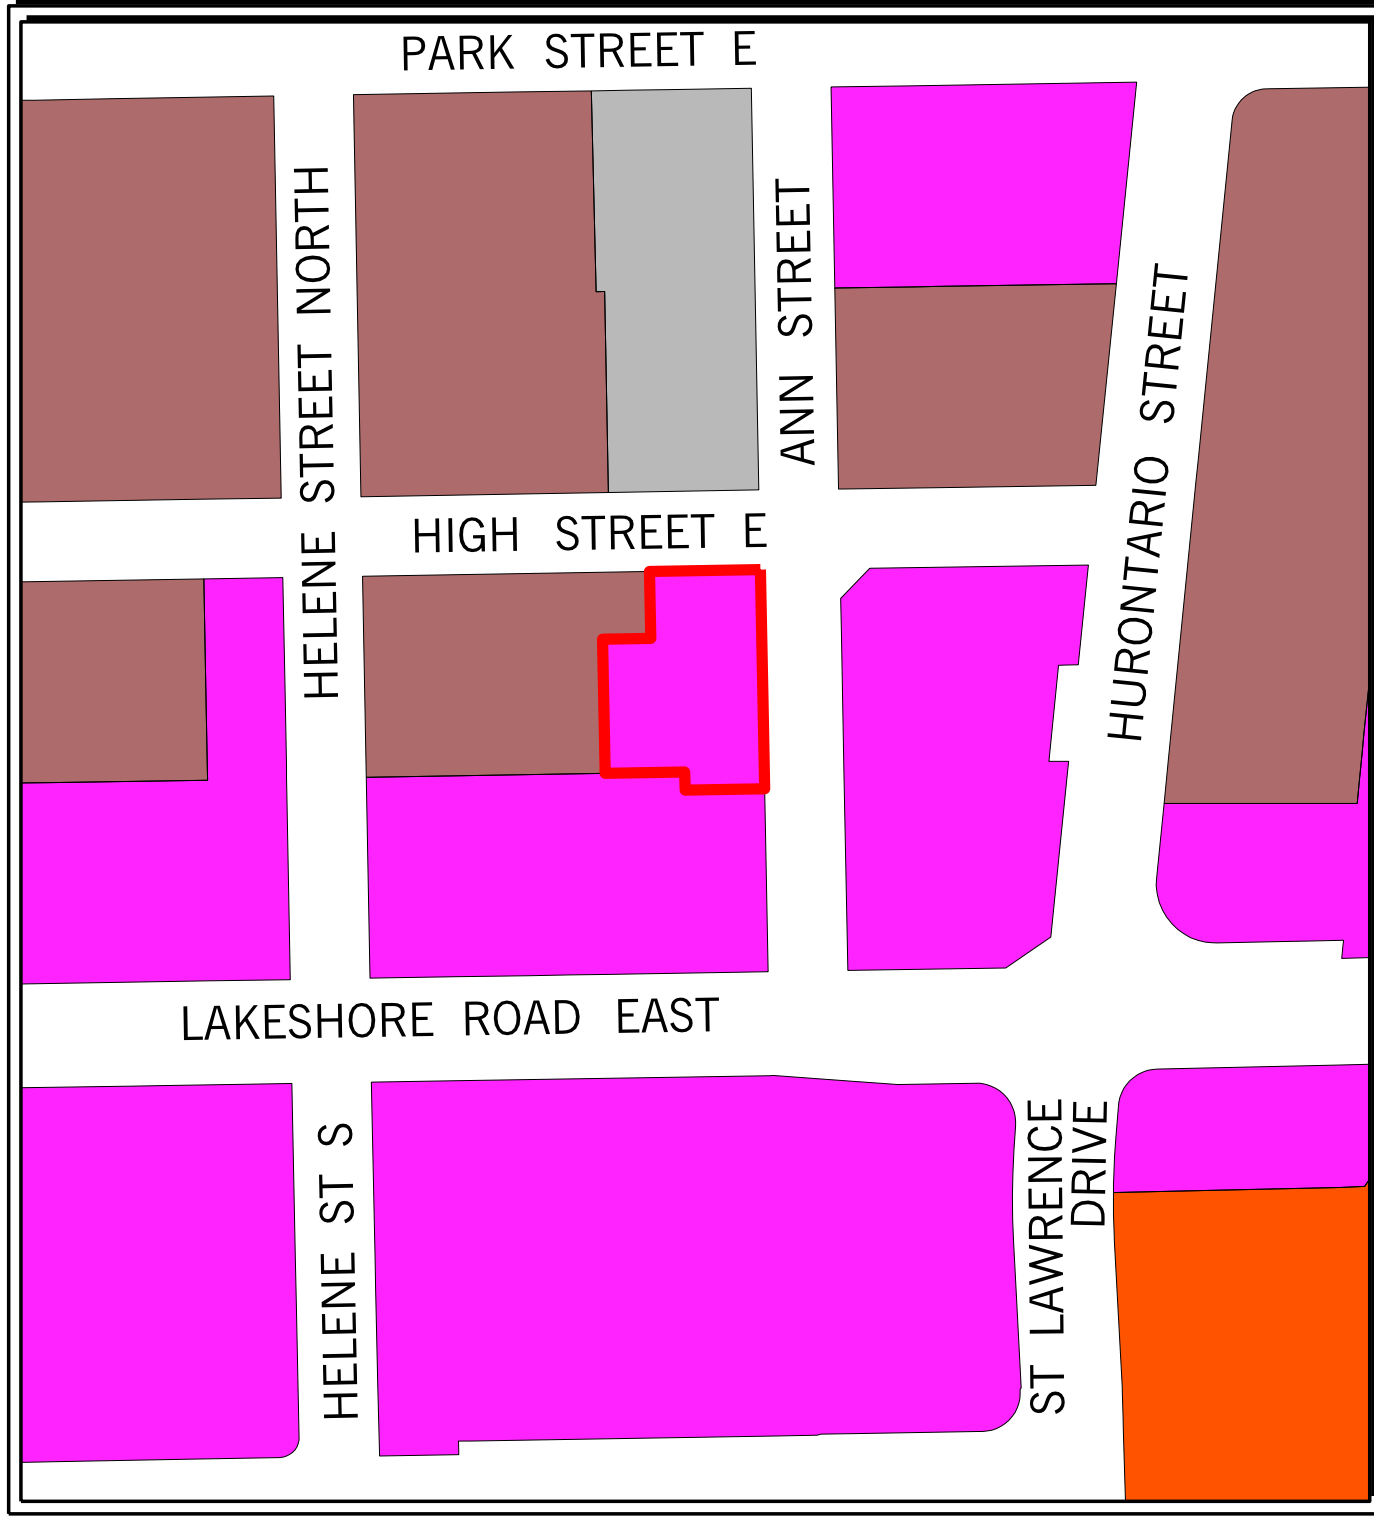 PARK STREET E
HELENE STREET NORTH
ANN STREET
HURONTARIO STREET
HIGH STREET E
LAKESHORE ROAD EAST
HELENE ST S
ST LAWRENCE
DRIVE